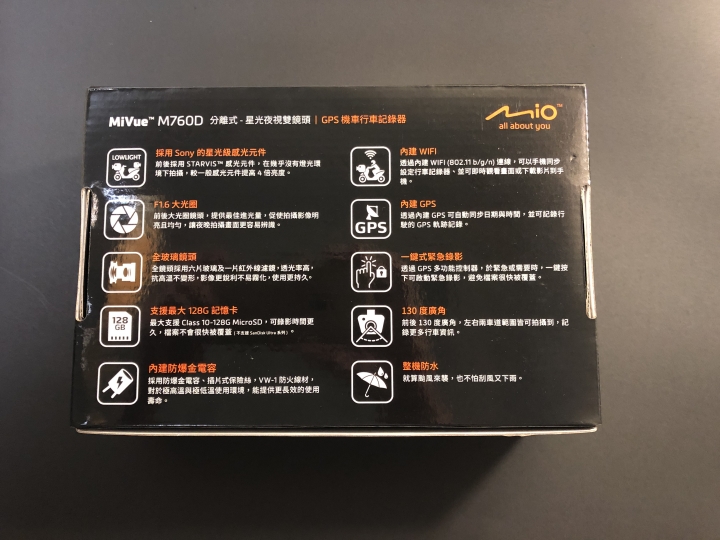 MiVue™ M760D 分離式-星光夜視雙鏡頭 | GPS 機車行車記錄器
Mio™
all about you
LOWLIGHT
採用 Sony 的星光級感光元件
前後採用 STARVIS™ 感光元件，在幾乎沒有燈光環
境下拍攝，較一般感光元件提高 4 倍亮度。
F1.6 大光圈
前後大光圈鏡頭，提供最佳進光量，促使拍攝影像明
亮且均勻，讓夜晚拍攝畫面更容易辨識。
全玻璃鏡頭
全鏡頭採用六片玻璃及一片紅外線濾鏡，透光率高，
抗高溫不變形，影像更銳利不易霧化，使用更持久。
128
GB
支援最大 128G 記憶卡
最大支援 Class 10-128G MicroSD，可錄影時間更
久，檔案不會很快被覆蓋 (不支援 SanDisk Ultra 系列)。
內建防爆金電容
採用防爆金電容、插片式保險絲，VW-1 防火線材，
對於極高溫與極低溫使用環境，能提供更長效的使用
壽命。
內建 WIFI
透過內建 WIFI (802.11 b/g/n) 連線，可以手機同步
設定行車記錄器、並可即時觀看畫面或下載影片到手
機。
GPS
內建 GPS
透過內建 GPS 可自動同步日期與時間，並可記錄行
駛的 GPS 軌跡記錄。
一鍵式緊急錄影
透過 GPS 多功能控制器，於緊急或需要時，一鍵按
下可啟動緊急錄影，避免檔案很快被覆蓋。
130 度廣角
前後 130 度廣角，左右兩車道範圍皆可拍攝到，記
錄更多行車資訊。
整機防水
就算颱風來襲，也不怕刮風又下雨。